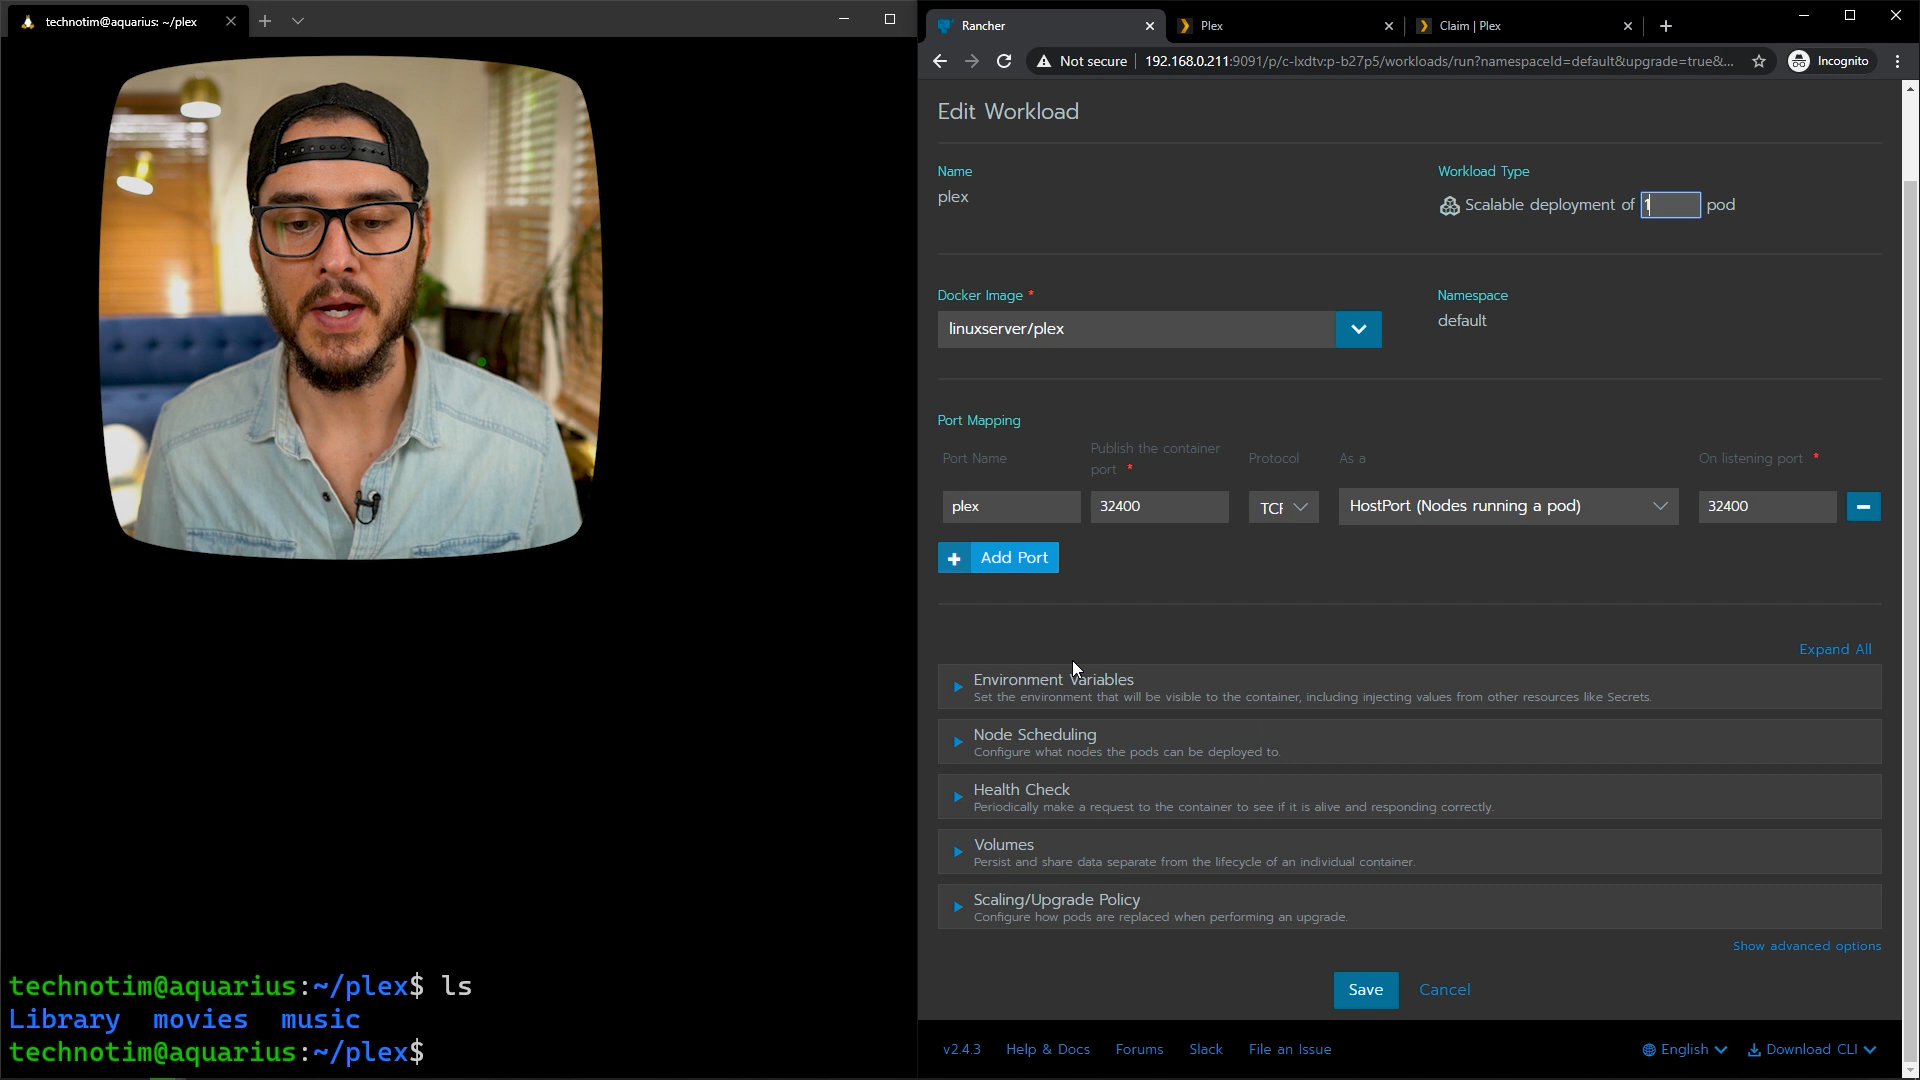 technotim@aquarius: ~/plex
Rancher
Plex
Claim | Plex
Not secure
192.168.0.211:9091/p/c-lxdtv:p-b27p5/workloads/run?namespaceId=default&upgrade=true&...
Incognito
Edit Workload
Name
Workload Type
plex
Scalable deployment of 1 pod
Docker Image *
Namespace
linuxserver/plex
default
Port Mapping
Port Name
Publish the container port *
Protocol
As a
On listening port *
plex
32400
TCP
HostPort (Nodes running a pod)
32400
Add Port
Expand All
Environment Variables
Set the environment that will be visible to the container, including injecting values from other resources like Secrets.
Node Scheduling
Configure what nodes the pods can be deployed to.
Health Check
Periodically make a request to the container to see if it is alive and responding correctly.
Volumes
Persist and share data separate from the lifecycle of an individual container.
Scaling/Upgrade Policy
Configure how pods are replaced when performing an upgrade.
Show advanced options
Save
Cancel
technotim@aquarius:~/plex$ ls
Library movies music
technotim@aquarius:~/plex$
v2.4.3
Help & Docs
Forums
Slack
File an Issue
English
Download CLI